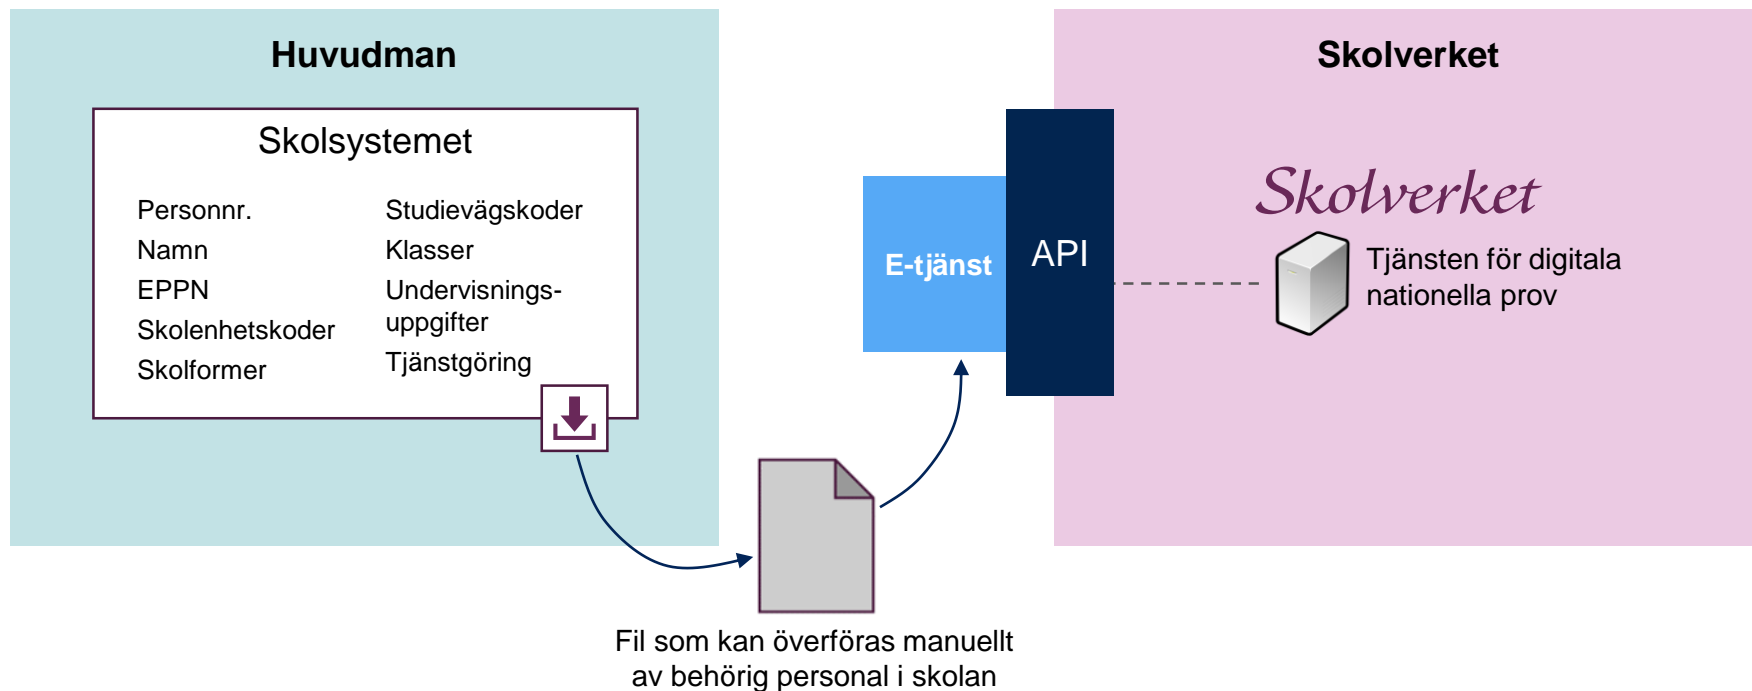 Huvudman
Skolsystemet
Personnr.
Namn
EPPN
Skolenhetskoder
Skolformer
Studievägskoder
Klasser
Undervisnings-
uppgifter
Tjänstgöring
Fil som kan överföras manuellt
av behörig personal i skolan
E-tjänst
API
Skolverket
Skolverket
Tjänsten för digitala
nationella prov